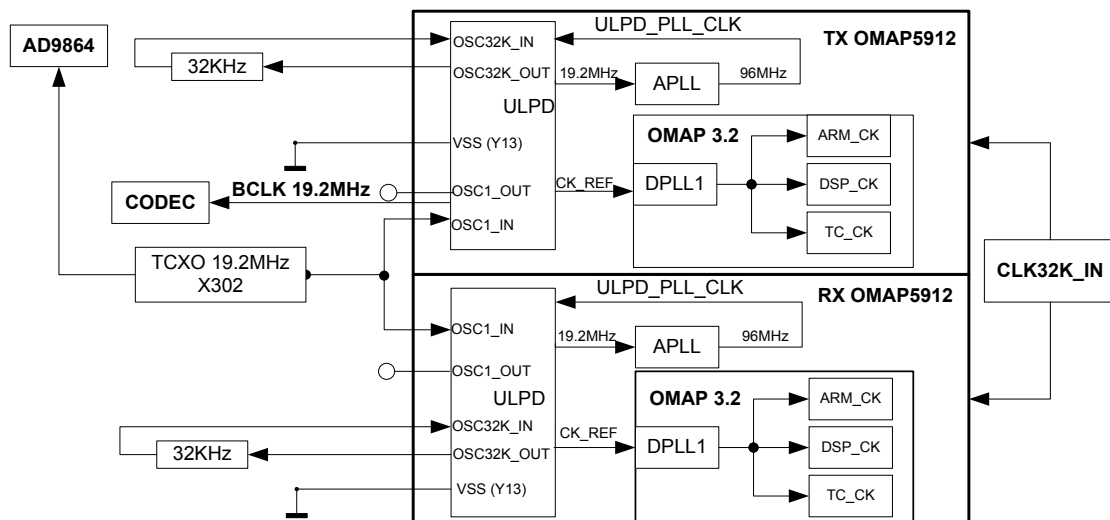 ULPD_PLL_CLK
TX OMAP5912
AD9864
OSC32K_IN
32KHz
OSC32K_OUT
19.2MHz
APLL
96MHz
ULPD
OMAP 3.2
ARM_CK
VSS (Y13)
DPLL1
DSP_CK
CK_REF
BCLK 19.2MHz
OSC1_OUT
CODEC
OSC1_IN
TC_CK
TCXO 19.2MHz
X302
CLK32K_IN
ULPD_PLL_CLK
RX OMAP5912
OSC1_IN
19.2MHz
APLL
96MHz
OSC1_OUT
ULPD
OMAP 3.2
ARM_CK
OSC32K_IN
CK_REF
DPLL1
DSP_CK
32KHz
OSC32K_OUT
VSS (Y13)
TC_CK